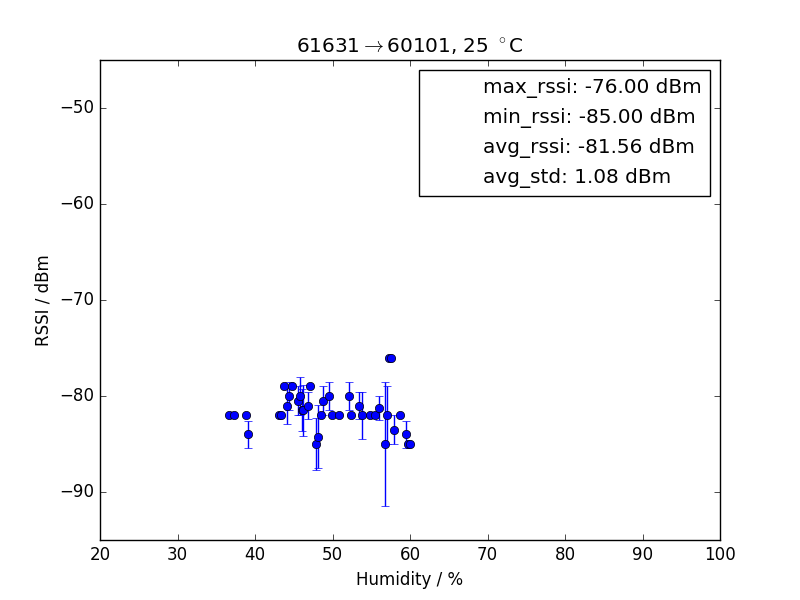 61631→60101, 25 °C
max_rssi: -76.00 dBm
min_rssi: -85.00 dBm
avg_rssi: -81.56 dBm
avg_std: 1.08 dBm
RSSI / dBm
−50
−60
−70
−80
−90
20 30 40 50 60 70 80 90 100
Humidity / %